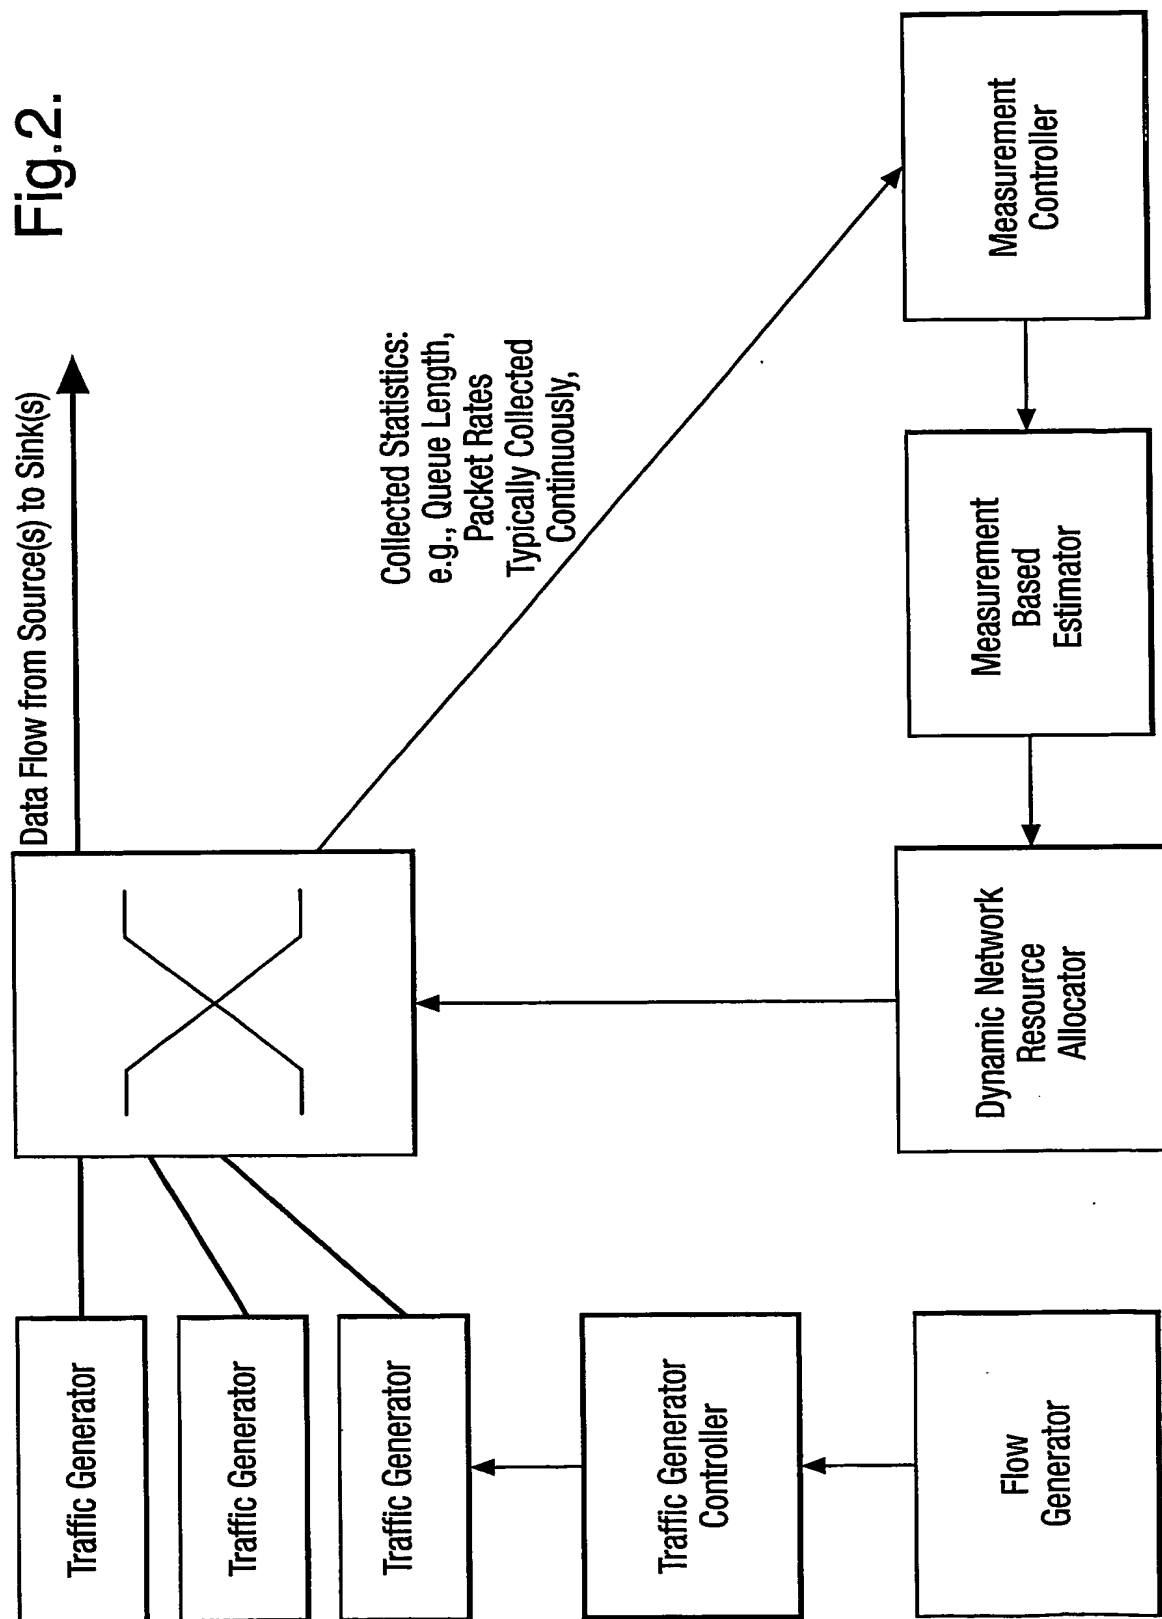 Fig.2.
Data Flow from Source(s) to Sink(s)
Collected Statistics:
e.g., Queue Length,
Packet Rates
Typically Collected
Continuously,
Traffic Generator
Traffic Generator
Traffic Generator
Traffic Generator
Controller
Flow
Generator
Dynamic Network
Resource
Allocator
Measurement
Based
Estimator
Measurement
Controller